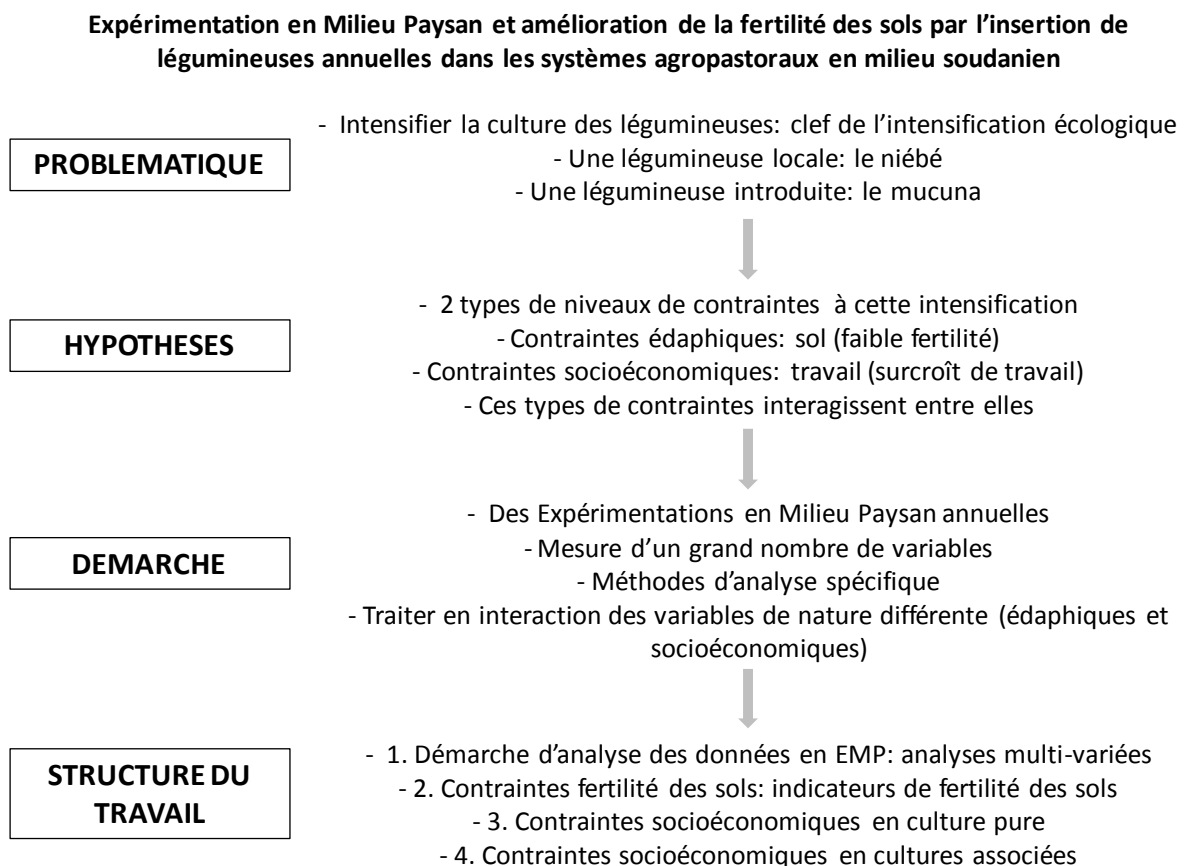 Expérimentation en Milieu Paysan et amélioration de la fertilité des sols par l'insertion de
légumineuses annuelles dans les systèmes agropastoraux en milieu soudanien
PROBLEMATIQUE
- Intensifier la culture des légumineuses: clef de l'intensification écologique
- Une légumineuse locale: le niébé
- Une légumineuse introduite: le mucuna
HYPOTHESES
- 2 types de niveaux de contraintes à cette intensification
- Contraintes édaphiques: sol (faible fertilité)
- Contraintes socioéconomiques: travail (surcroît de travail)
- Ces types de contraintes interagissent entre elles
DEMARCHE
- Des Expérimentations en Milieu Paysan annuelles
- Mesure d'un grand nombre de variables
- Méthodes d'analyse spécifique
- Traiter en interaction des variables de nature différente (édaphiques et
socioéconomiques)
STRUCTURE DU
TRAVAIL
- 1. Démarche d'analyse des données en EMP: analyses multi-variées
- 2. Contraintes fertilité des sols: indicateurs de fertilité des sols
- 3. Contraintes socioéconomiques en culture pure
- 4. Contraintes socioéconomiques en cultures associées